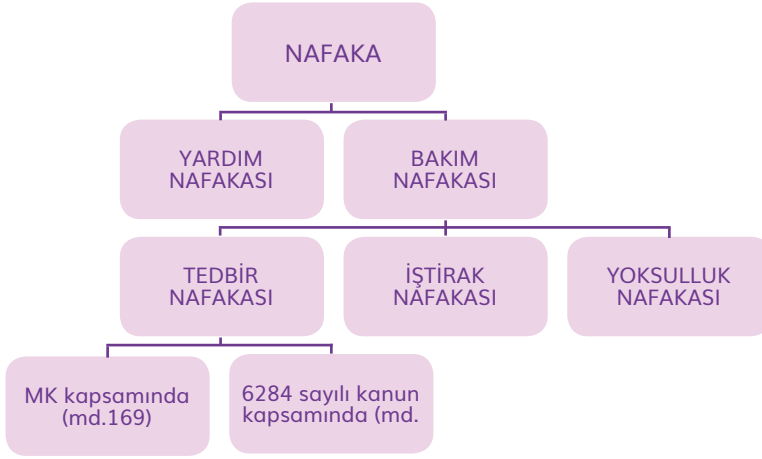 NAFAKA
YARDIM
NAFAKASI
BAKIM
NAFAKASI
TEDBİR
NAFAKASI
İŞTİRAK
NAFAKASI
YOKSULLUK
NAFAKASI
MK kapsamında
(md.169)
6284 sayılı kanun
kapsamında (md.